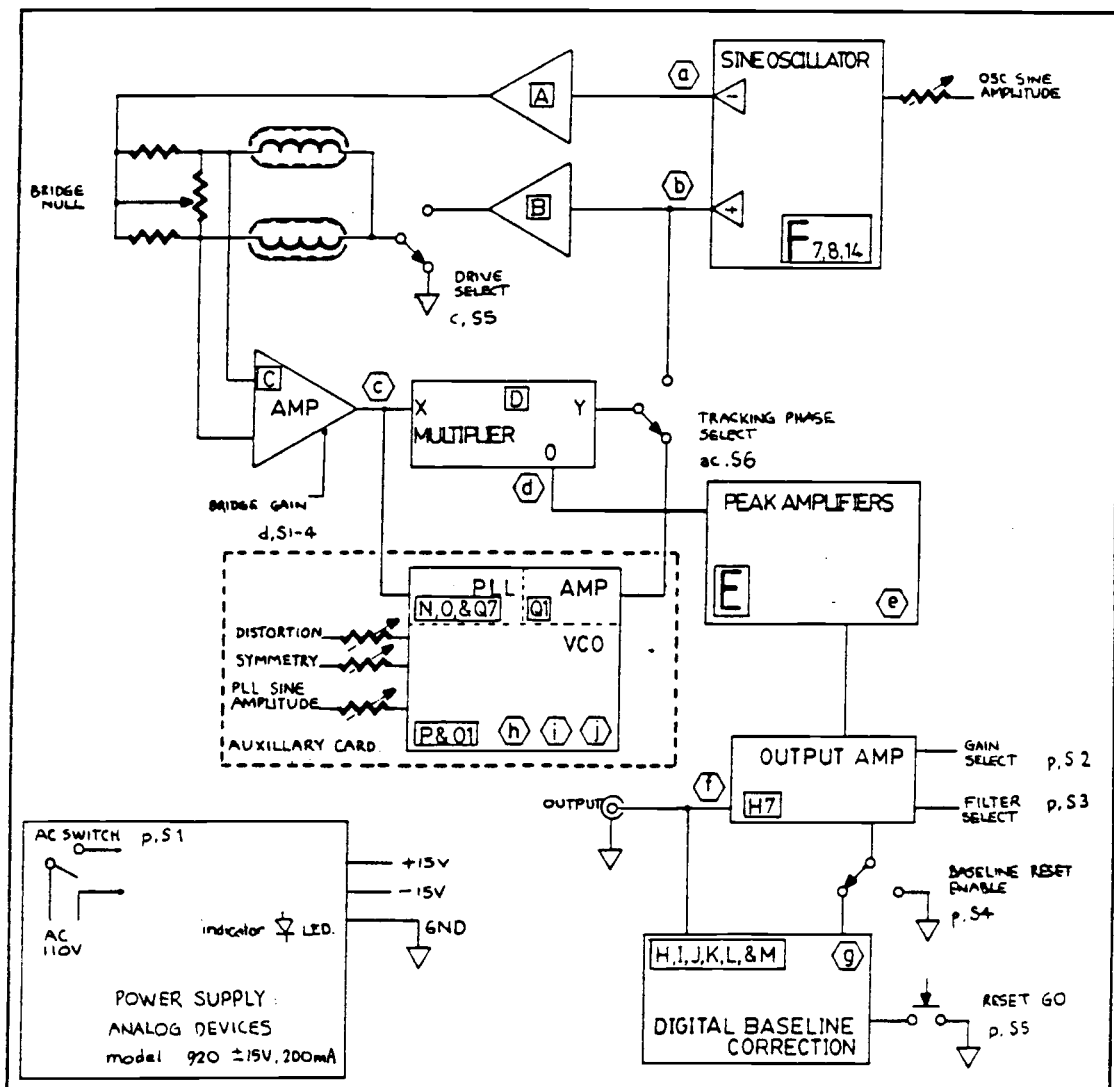 SINE OSCILLATOR
OSC SINE
AMPLITUDE
a
-
A
BRIDGE
NULL
b
+
B
F 7,8,14
DRIVE
SELECT
c, S5
C
AMP
c
X
D
Y
MULTIPLIER
0
TRACKING PHASE
SELECT
ac.S6
BRIDGE GAIN
d,S1-4
d
PEAK AMPLIFIERS
E
e
PLL
AMP
N,O,&Q7
Q1
VCO
DISTORTION
SYMMETRY
PLL SINE
AMPLITUDE
AUXILLARY CARD.
P&O1
h
i
j
OUTPUT AMP
H7
GAIN
SELECT
p,S2
FILTER
SELECT
p,S3
f
OUTPUT
BASELINE RESET
ENABLE
p,S4
H,I,J,K,L,&M
g
DIGITAL BASELINE
CORRECTION
RESET GO
p,S5
AC SWITCH p,S1
+15V
-15V
GND
AC
110V
indicator LED.
POWER SUPPLY:
ANALOG DEVICES
model 920 ±15V,200mA